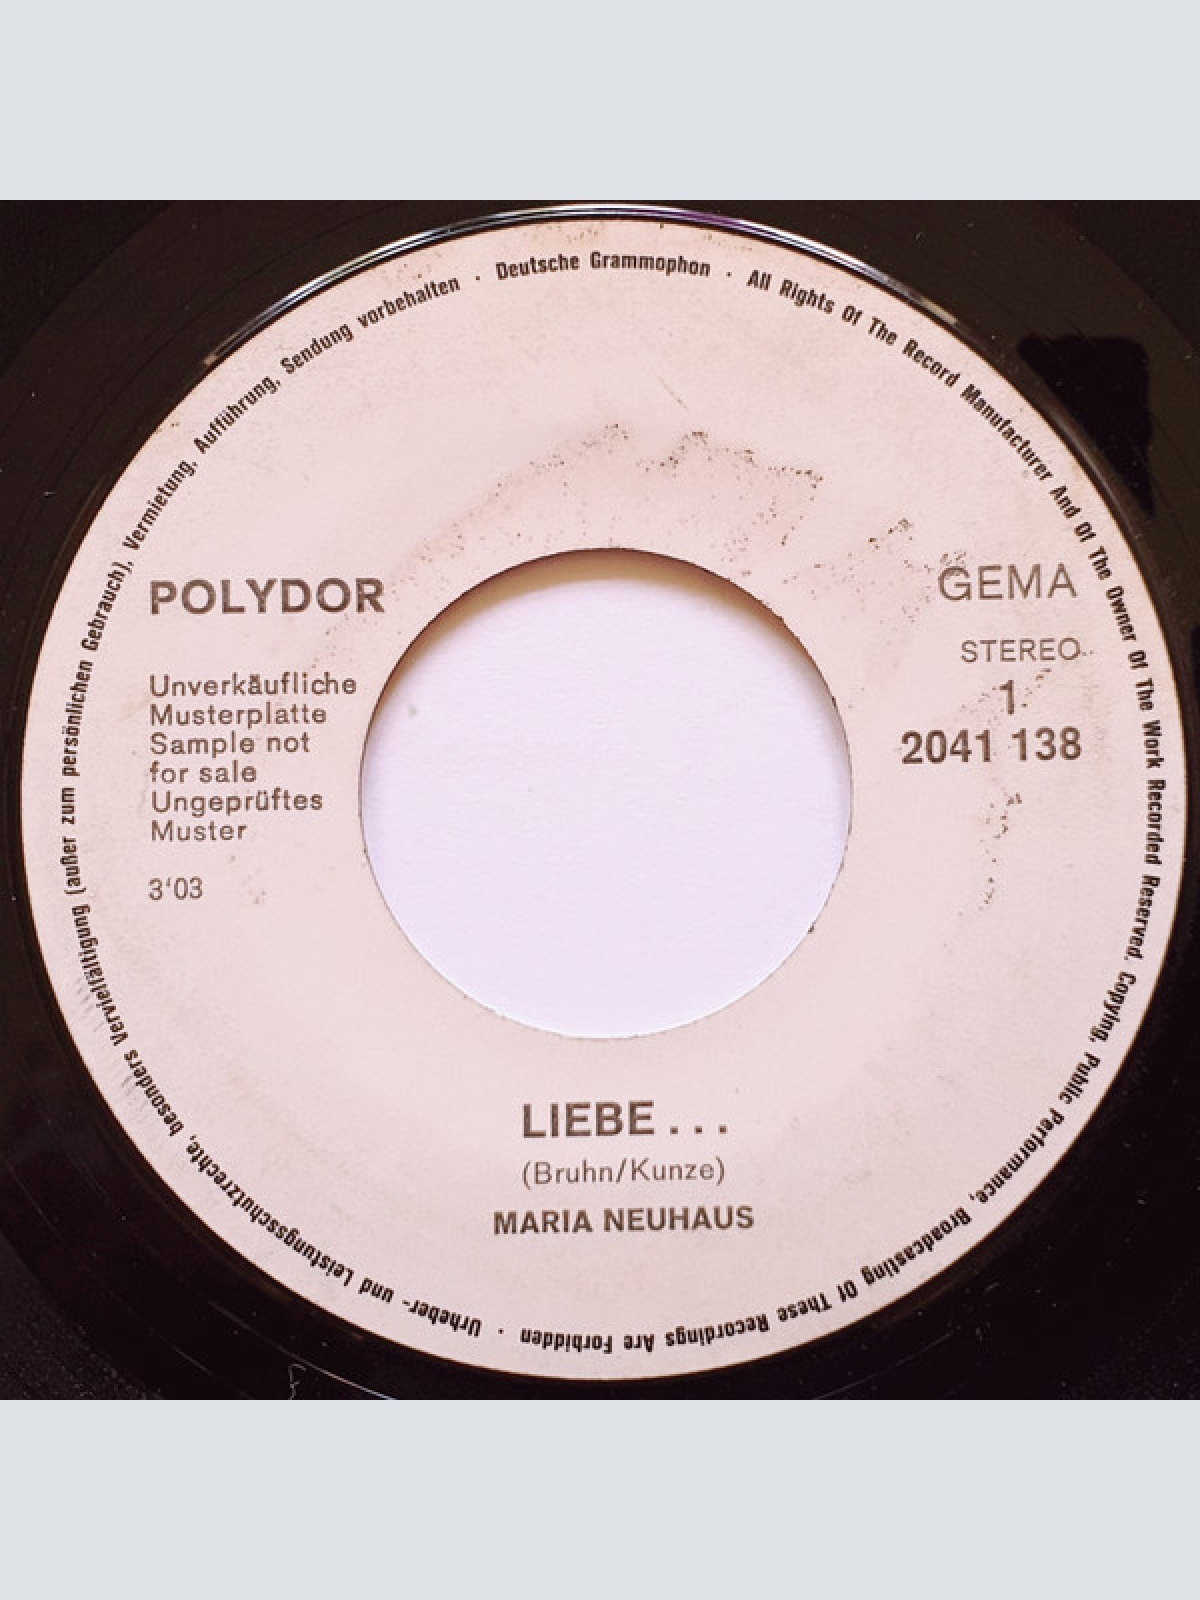 Urheber- und Leistungsschutzrechte, besonders Vervielfältigung (außer zum persönlichen Gebrauch), Vermietung, Aufführung, Sendung vorbehalten · Deutsche Grammophon · All Rights Of The Record Manufacturer And Of The Owner Of The Work Recorded Reserved. Copying, Public Performance, Broadcasting Of These Recordings Are Forbidden ·
POLYDOR
Unverkäufliche
Musterplatte
Sample not
for sale
Ungeprüftes
Muster
3'03
GEMA
STEREO
1
2041 138
LIEBE . . .
(Bruhn/Kunze)
MARIA NEUHAUS